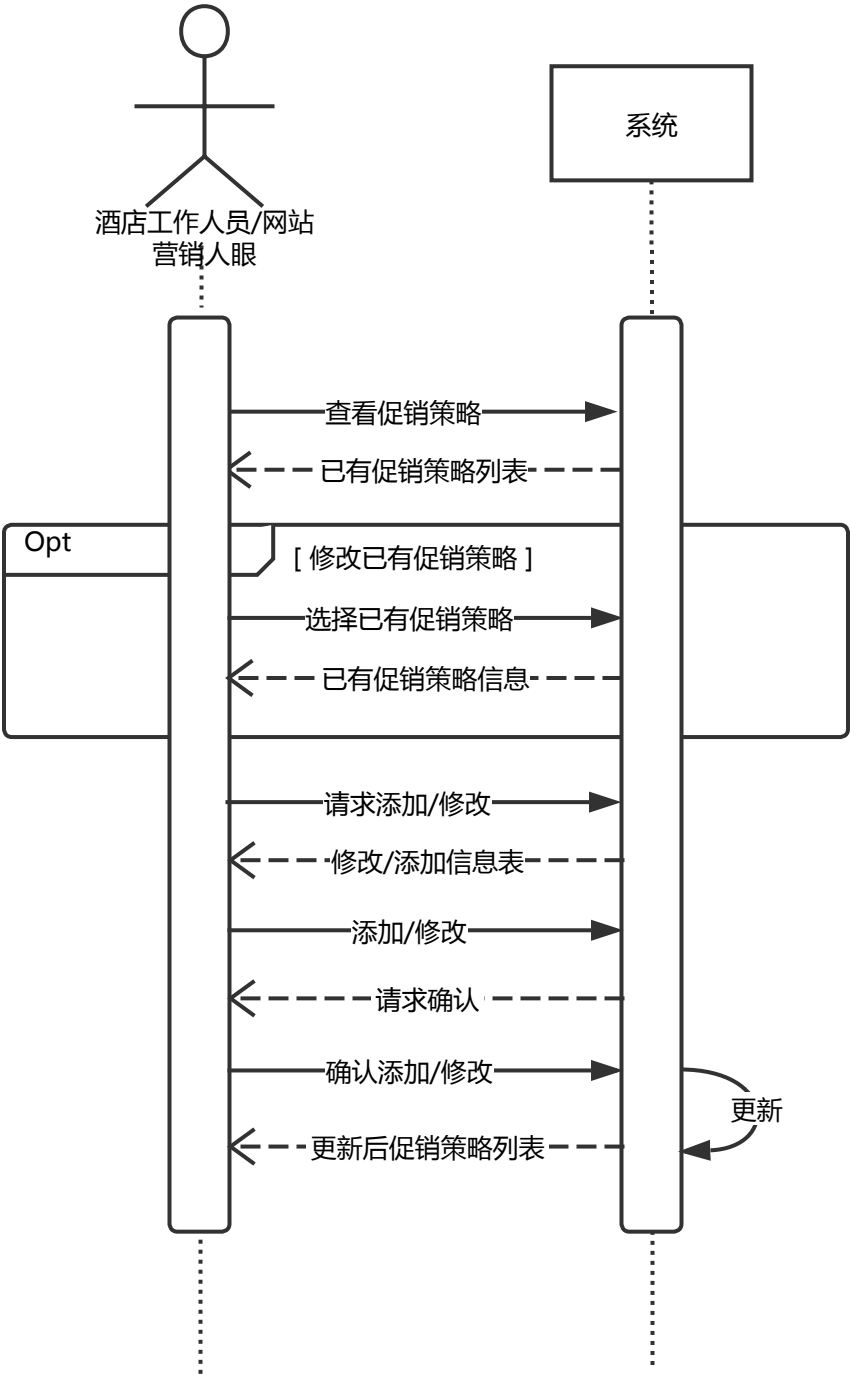 系统
酒店工作人员/网站
营销人眼
查看促销策略
已有促销策略列表
Opt
[ 修改已有促销策略 ]
选择已有促销策略
已有促销策略信息
请求添加/修改
修改/添加信息表
添加/修改
请求确认
确认添加/修改
更新
更新后促销策略列表